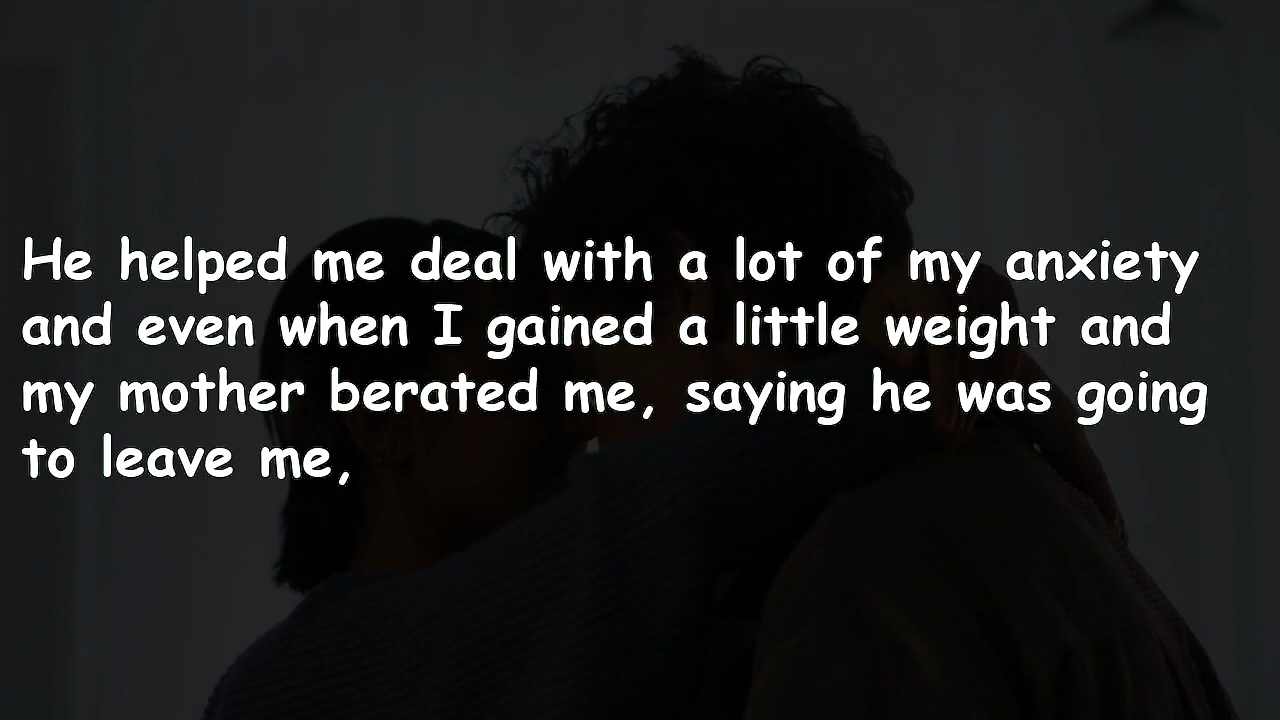 He helped me deal with a lot of my anxiety
and even when I gained a little weight and
my mother berated me, saying he was going
to leave me,